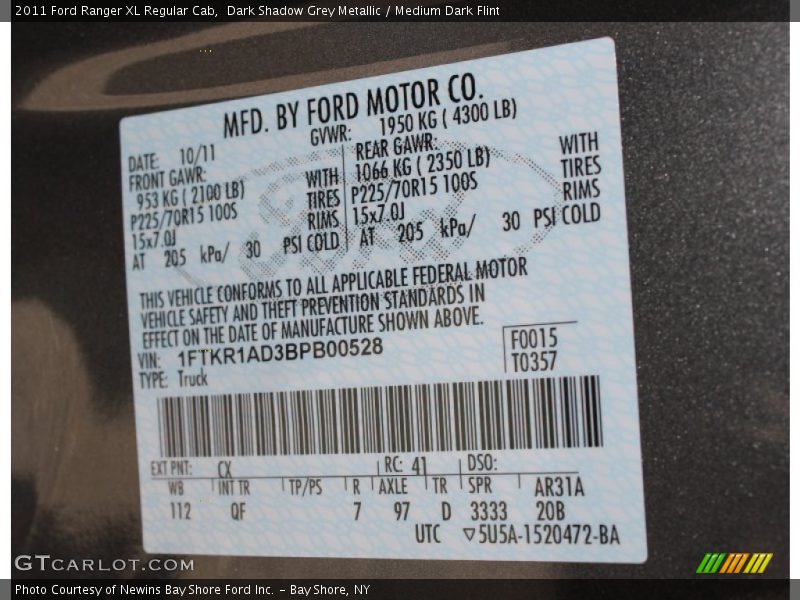 2011 Ford Ranger XL Regular Cab, Dark Shadow Grey Metallic / Medium Dark Flint
MFD. BY FORD MOTOR CO.
DATE: 10/11
GVWR: 1950 KG ( 4300 LB)
FRONT GAWR:
953 KG ( 2100 LB)
P225/70R15 100S
15x7.0J
WITH
TIRES
RIMS
AT 205 kPa/ 30 PSI COLD
REAR GAWR:
1066 KG ( 2350 LB)
P225/70R15 100S
15x7.0J
WITH
TIRES
RIMS
AT 205 kPa/ 30 PSI COLD
THIS VEHICLE CONFORMS TO ALL APPLICABLE FEDERAL MOTOR
VEHICLE SAFETY AND THEFT PREVENTION STANDARDS IN
EFFECT ON THE DATE OF MANUFACTURE SHOWN ABOVE.
VIN: 1FTKR1AD3BPB00528
TYPE: Truck
F0015
T0357
EXT PNT: CX RC: 41 DSO:
WB INT TR TP/PS R AXLE TR SPR AR31A
112 QF 7 97 D 3333 20B
UTC ▽5U5A-1520472-BA
GTCARLOT.COM
Photo Courtesy of Newins Bay Shore Ford Inc. – Bay Shore, NY